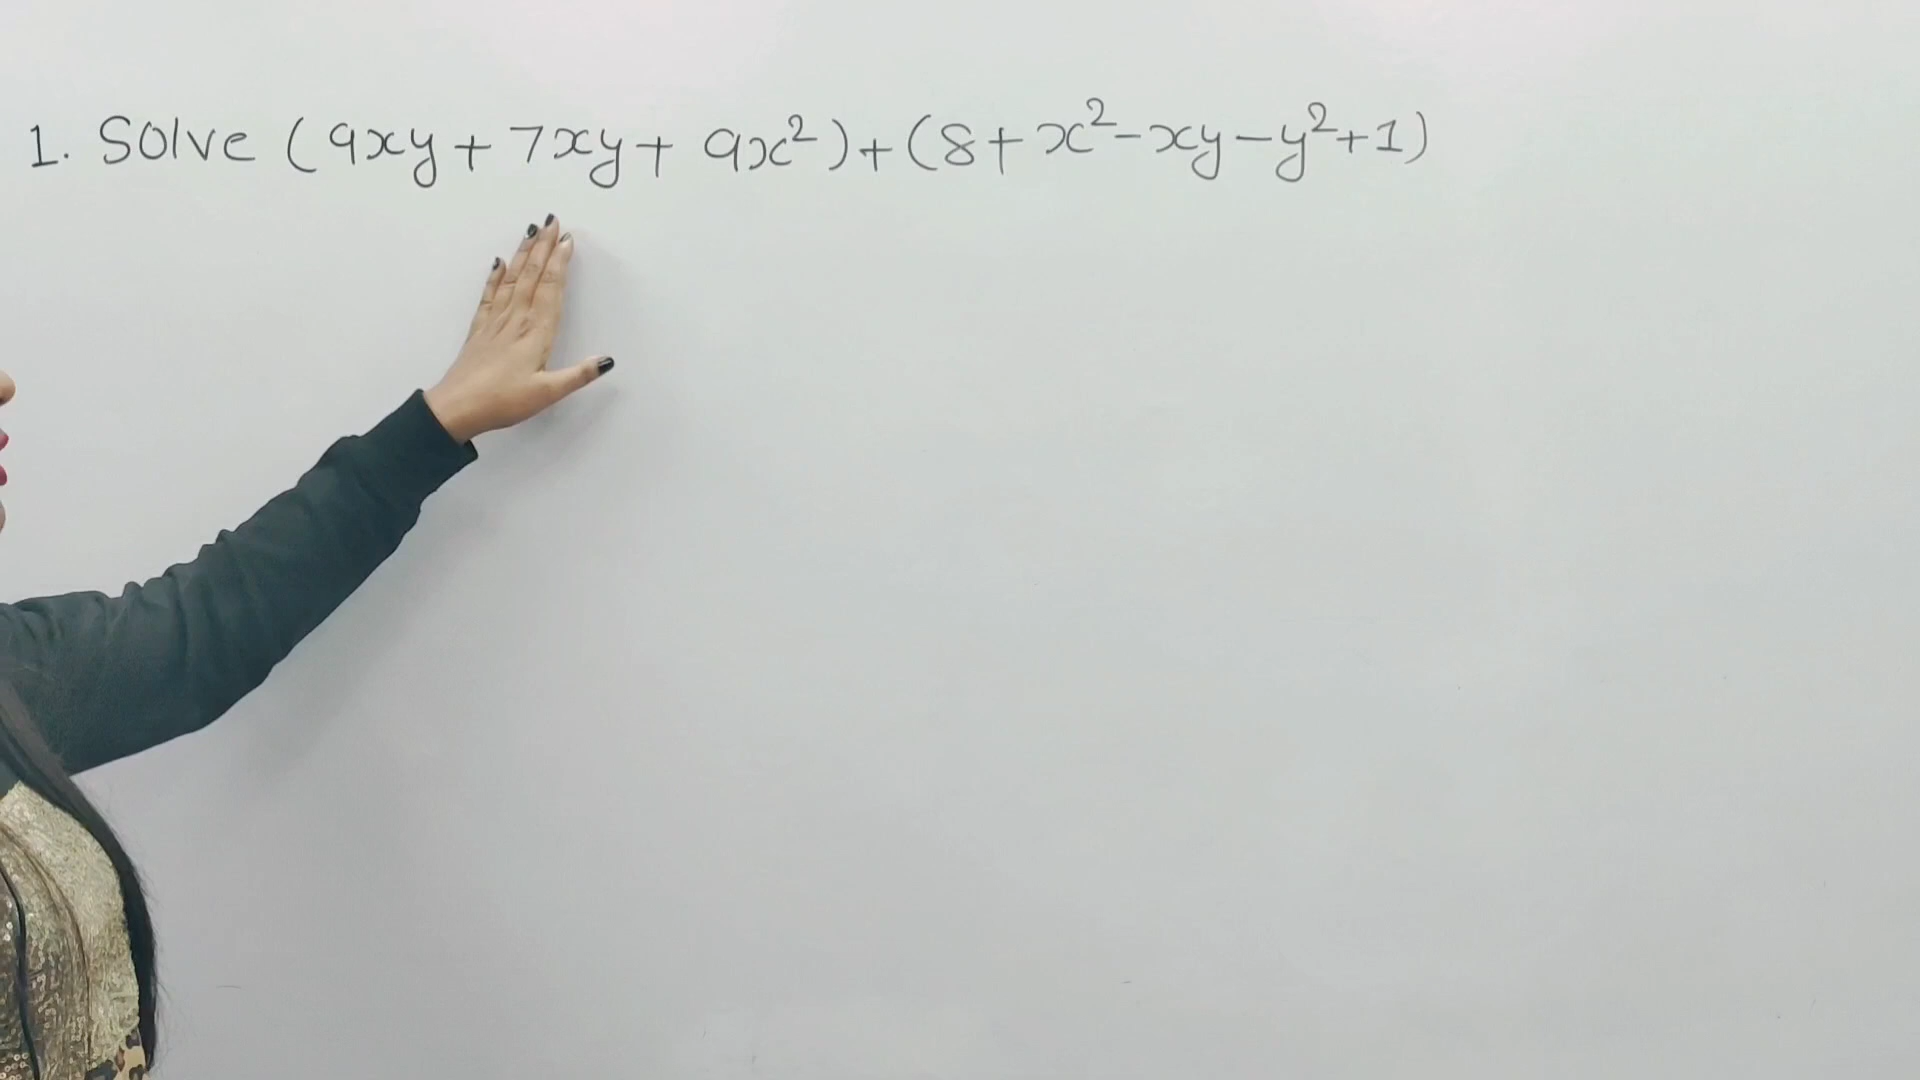 1. Solve (9xy + 7xy + 9x² ) + (8 + x² - xy - y² + 1)